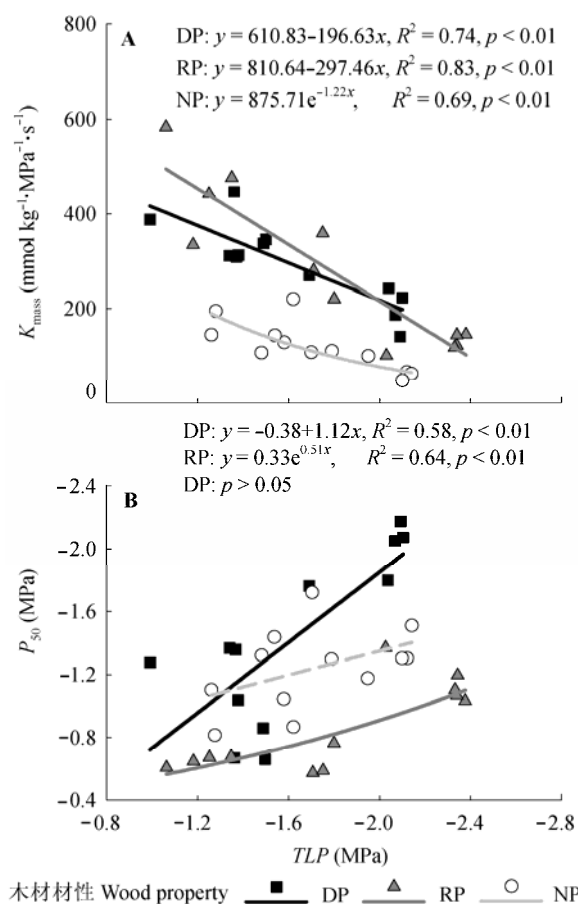 A
DP: y = 610.83–196.63x, R² = 0.74, p < 0.01
RP: y = 810.64–297.46x, R² = 0.83, p < 0.01
NP: y = 875.71e⁻¹·²²ˣ, R² = 0.69, p < 0.01
800
600
400
200
0
K_mass (mmol kg⁻¹·MPa⁻¹·s⁻¹)
DP: y = –0.38+1.12x, R² = 0.58, p < 0.01
RP: y = 0.33e⁰·⁵¹ˣ, R² = 0.64, p < 0.01
DP: p > 0.05
B
−2.4
−2.0
−1.6
−1.2
−0.8
−0.4
P₅₀ (MPa)
−0.8 −1.2 −1.6 −2.0 −2.4 −2.8
TLP (MPa)
木材材性 Wood property DP RP NP